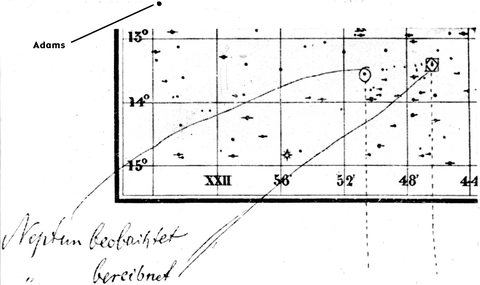 Adams
13°
14°
15°
XXII 56' 52' 48' 44
Neptun beobachtet
" berechnet